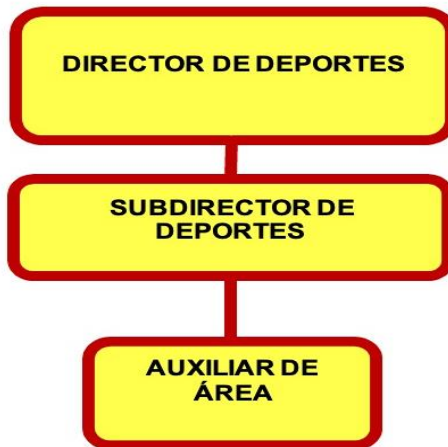 DIRECTOR DE DEPORTES
SUBDIRECTOR DE
DEPORTES
AUXILIAR DE
ÁREA